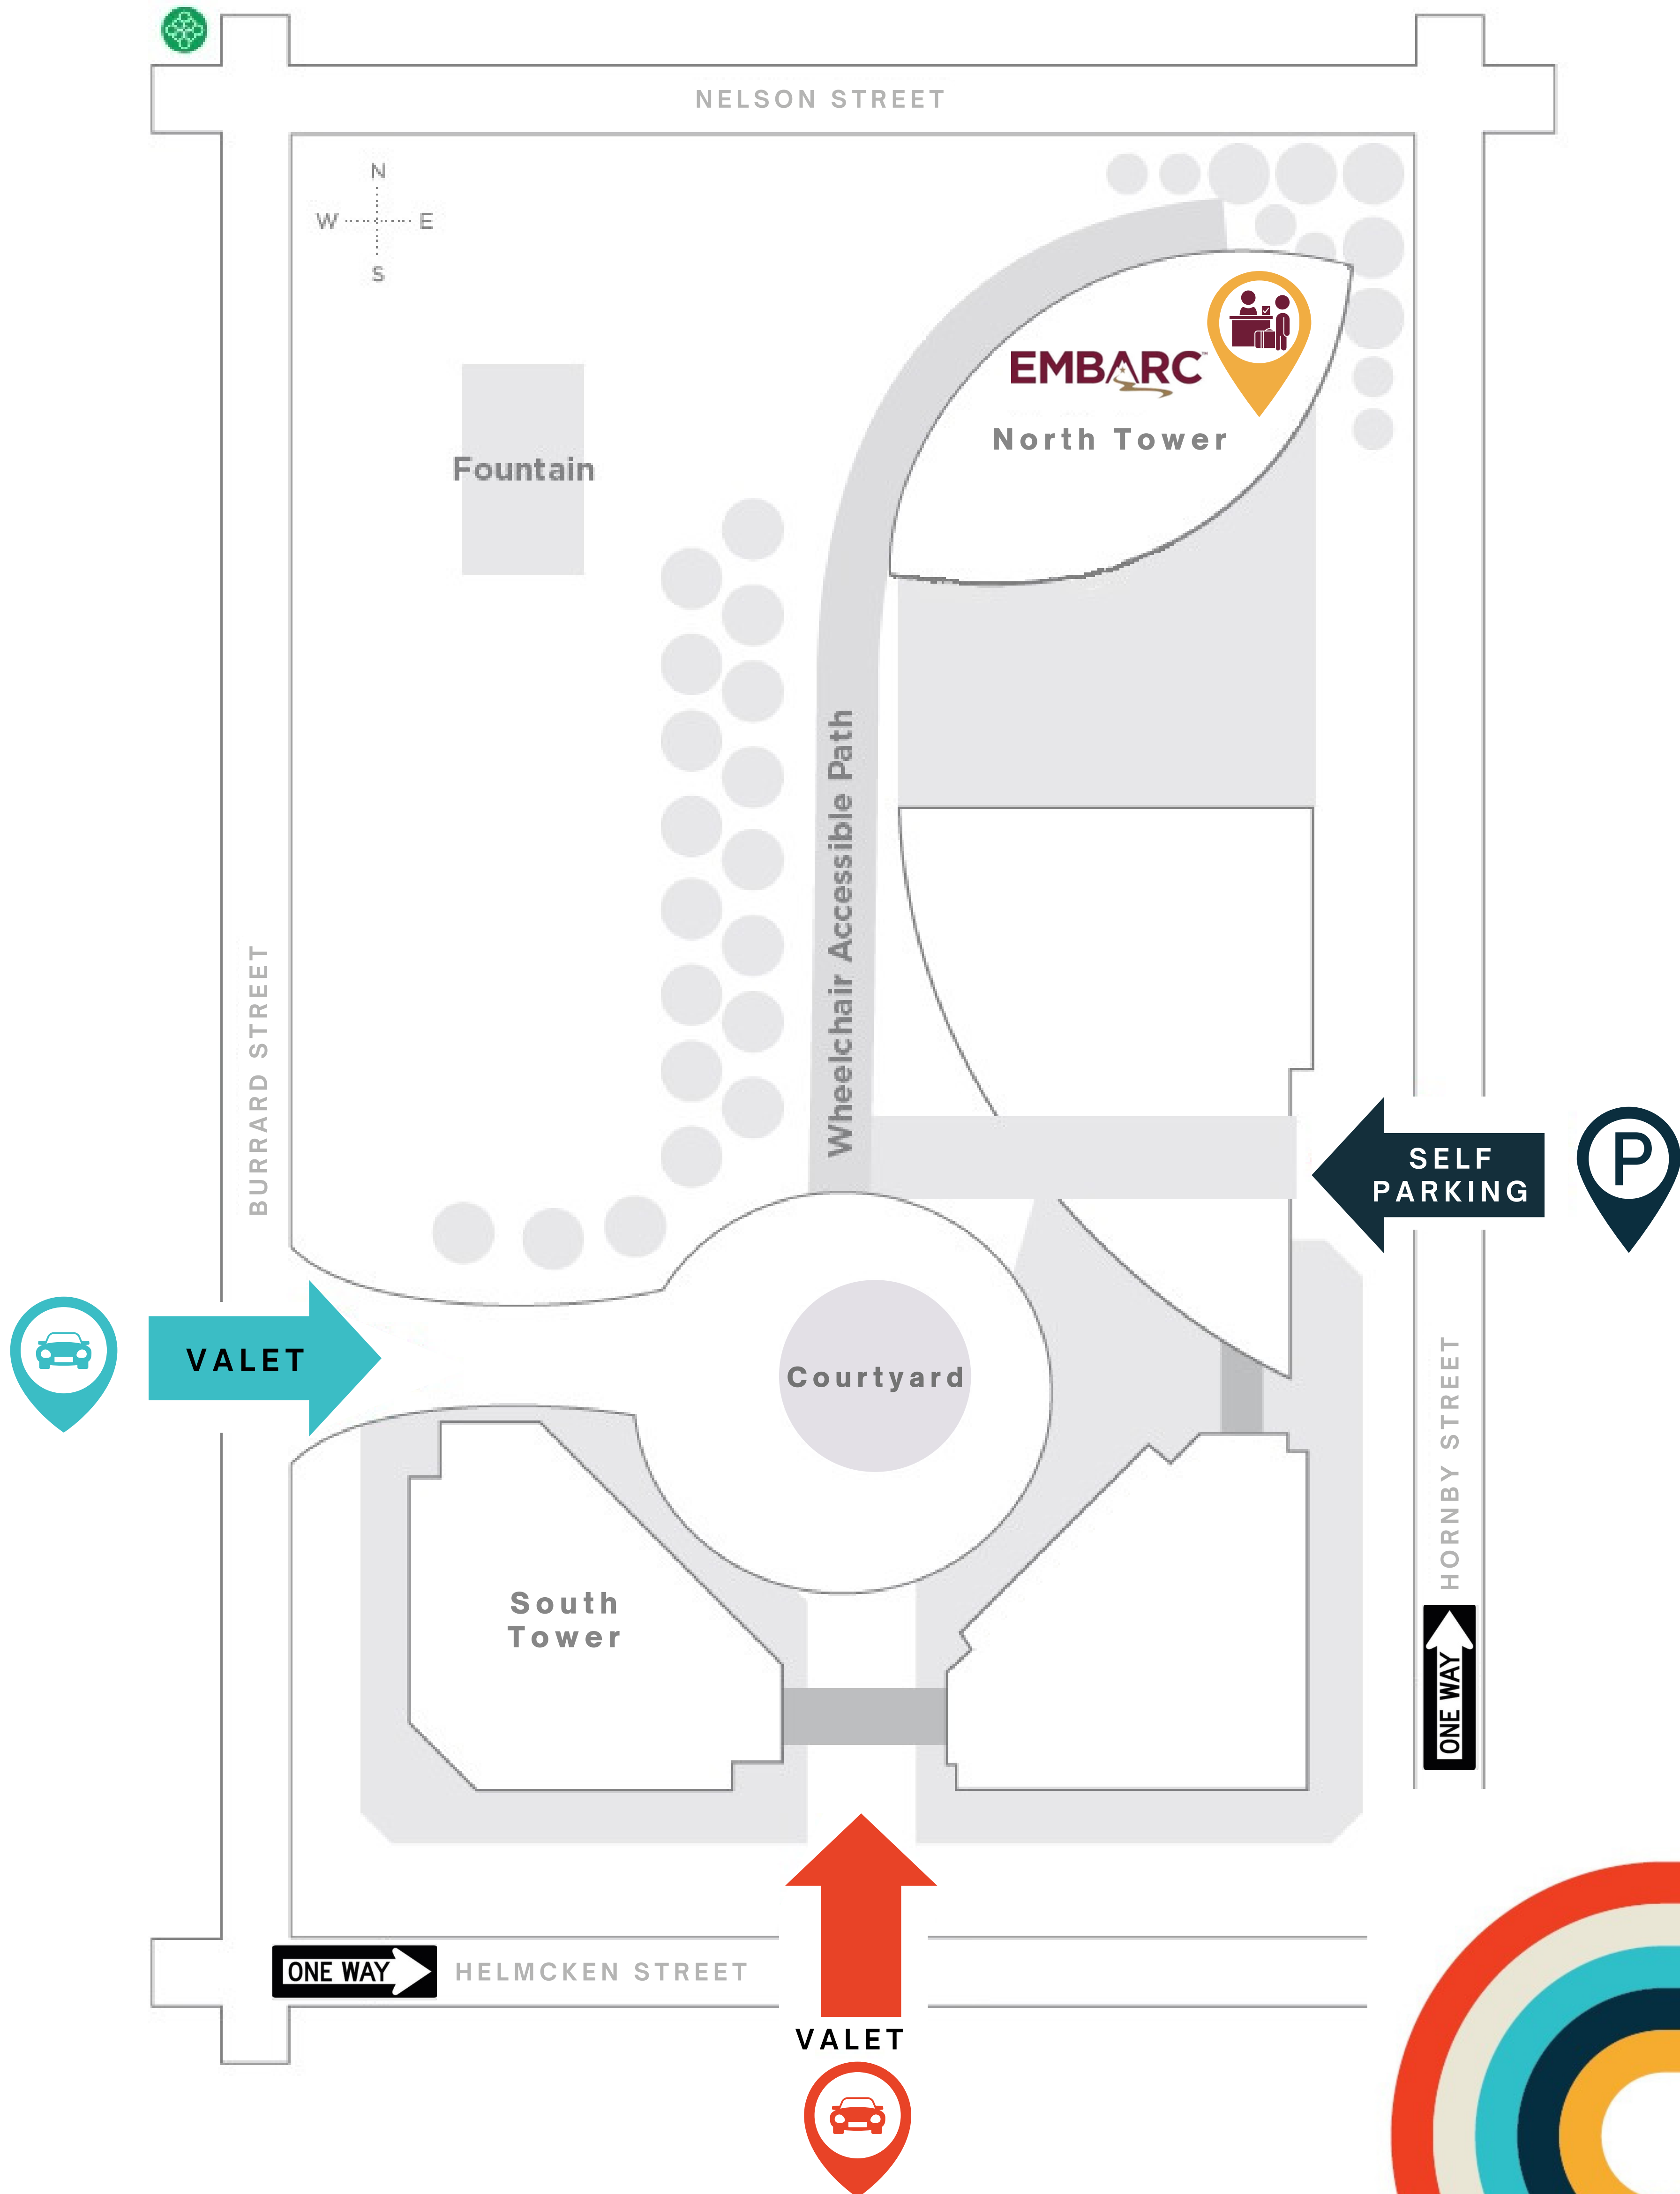 NELSON STREET
N
W E
S
EMBARC™
North Tower
Fountain
Wheelchair Accessible Path
BURRARD STREET
SELF
PARKING
P
VALET
Courtyard
HORNBY STREET
South
Tower
ONE WAY
ONE WAY
HELMCKEN STREET
VALET